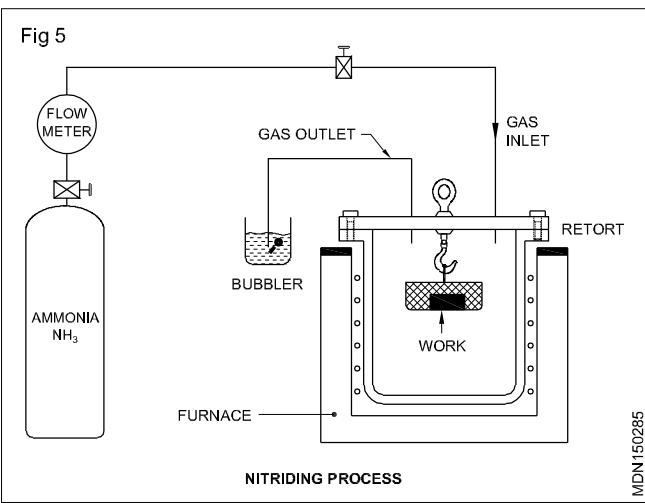 Fig 5
FLOW
METER
GAS OUTLET
GAS
INLET
RETORT
BUBBLER
AMMONIA
NH₃
WORK
FURNACE
NITRIDING PROCESS
MDN150285